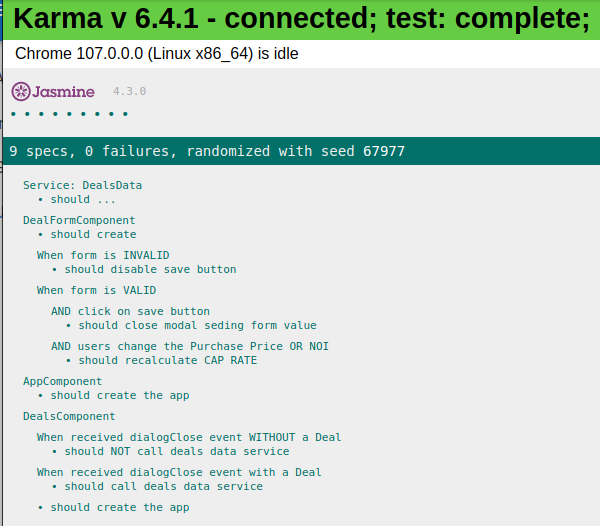 Karma v 6.4.1 - connected; test: complete;
Chrome 107.0.0.0 (Linux x86_64) is idle
Jasmine 4.3.0
• • • • • • • • •
9 specs, 0 failures, randomized with seed 67977
Service: DealsData
• should ...
DealFormComponent
• should create
When form is INVALID
• should disable save button
When form is VALID
AND click on save button
• should close modal seding form value
AND users change the Purchase Price OR NOI
• should recalculate CAP RATE
AppComponent
• should create the app
DealsComponent
When received dialogClose event WITHOUT a Deal
• should NOT call deals data service
When received dialogClose event with a Deal
• should call deals data service
• should create the app